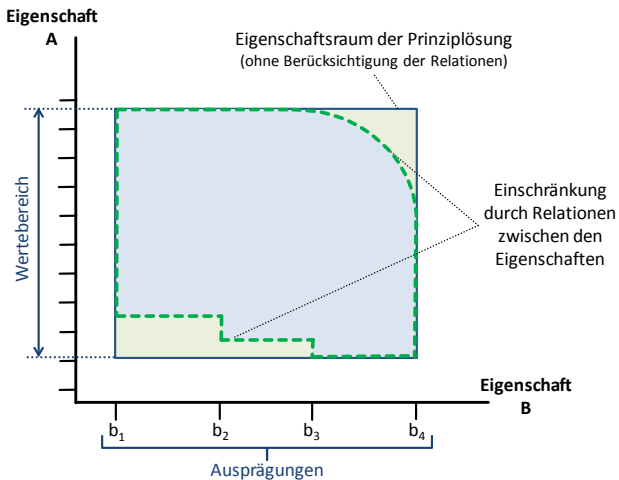 Eigenschaft
A
Eigenschaftsraum der Prinziplösung
(ohne Berücksichtigung der Relationen)
Wertebereich
Einschränkung
durch Relationen
zwischen den
Eigenschaften
Eigenschaft
B
b1 b2 b3 b4
Ausprägungen